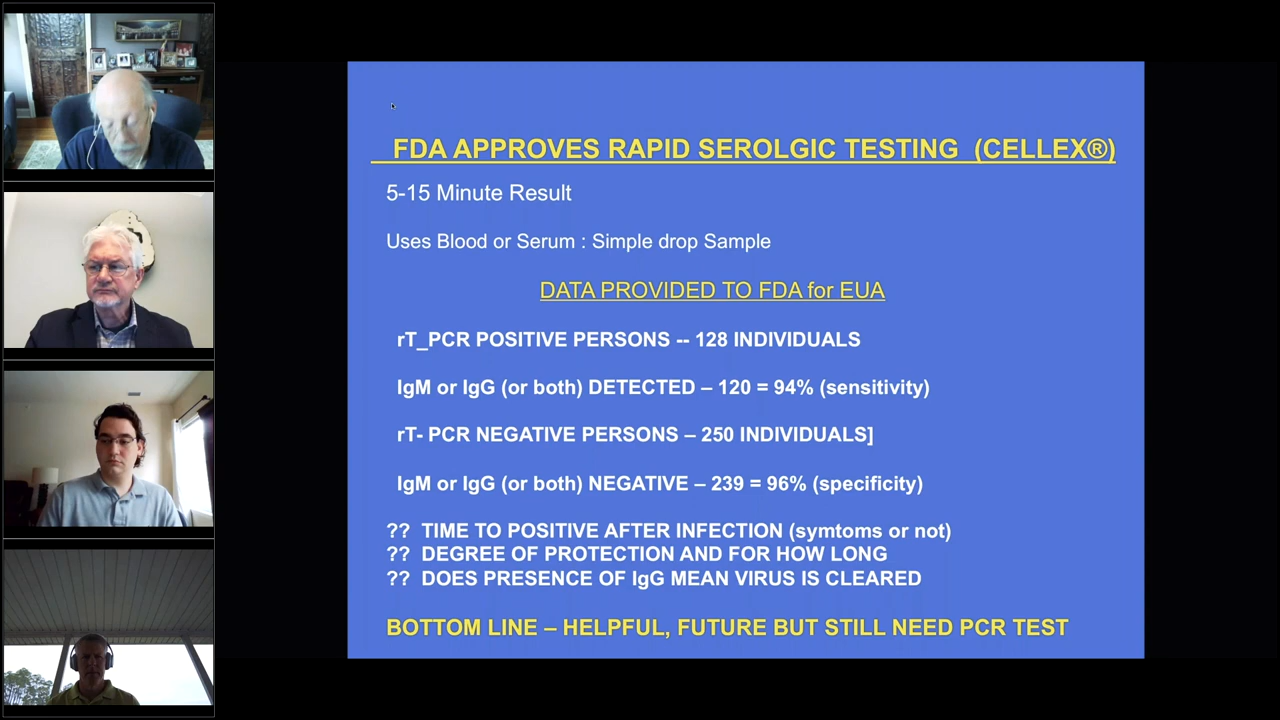 FDA APPROVES RAPID SEROLGIC TESTING (CELLEX®)
5-15 Minute Result
Uses Blood or Serum : Simple drop Sample
DATA PROVIDED TO FDA for EUA
rT_PCR POSITIVE PERSONS -- 128 INDIVIDUALS
IgM or IgG (or both) DETECTED – 120 = 94% (sensitivity)
rT- PCR NEGATIVE PERSONS – 250 INDIVIDUALS]
IgM or IgG (or both) NEGATIVE – 239 = 96% (specificity)
?? TIME TO POSITIVE AFTER INFECTION (symtoms or not)
?? DEGREE OF PROTECTION AND FOR HOW LONG
?? DOES PRESENCE OF IgG MEAN VIRUS IS CLEARED
BOTTOM LINE – HELPFUL, FUTURE BUT STILL NEED PCR TEST